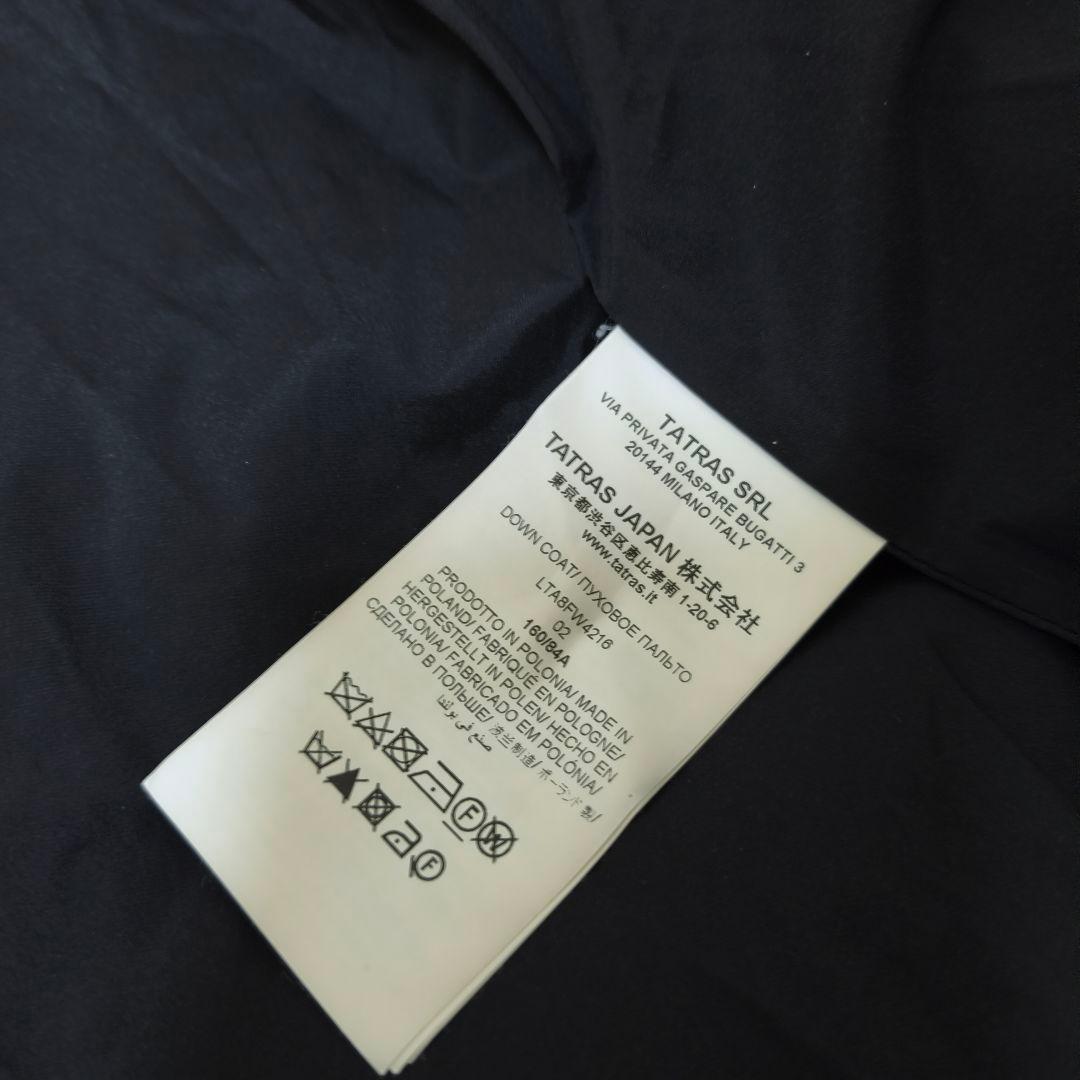 TATRAS SRL
VIA PRIVATA GASPARE BUGATTI 3
20144 MILANO ITALY
TATRAS JAPAN 株式会社
東京都渋谷区恵比寿南 1-20-6
www.tatras.it
DOWN COAT/ ПУХОВОЕ ПАЛЬТО
LTA8FW4216
02
160/84A
PRODOTTO IN POLONIA/ MADE IN
POLAND/ FABRIQUÉ EN POLOGNE/
HERGESTELLT IN POLEN/ HECHO EN
POLONIA/ FABRICADO EM POLÓNIA/
СДЕЛАНО В ПОЛЬШЕ/ 波兰制造/ ポーランド製/
صنع في بولندا
F W
F